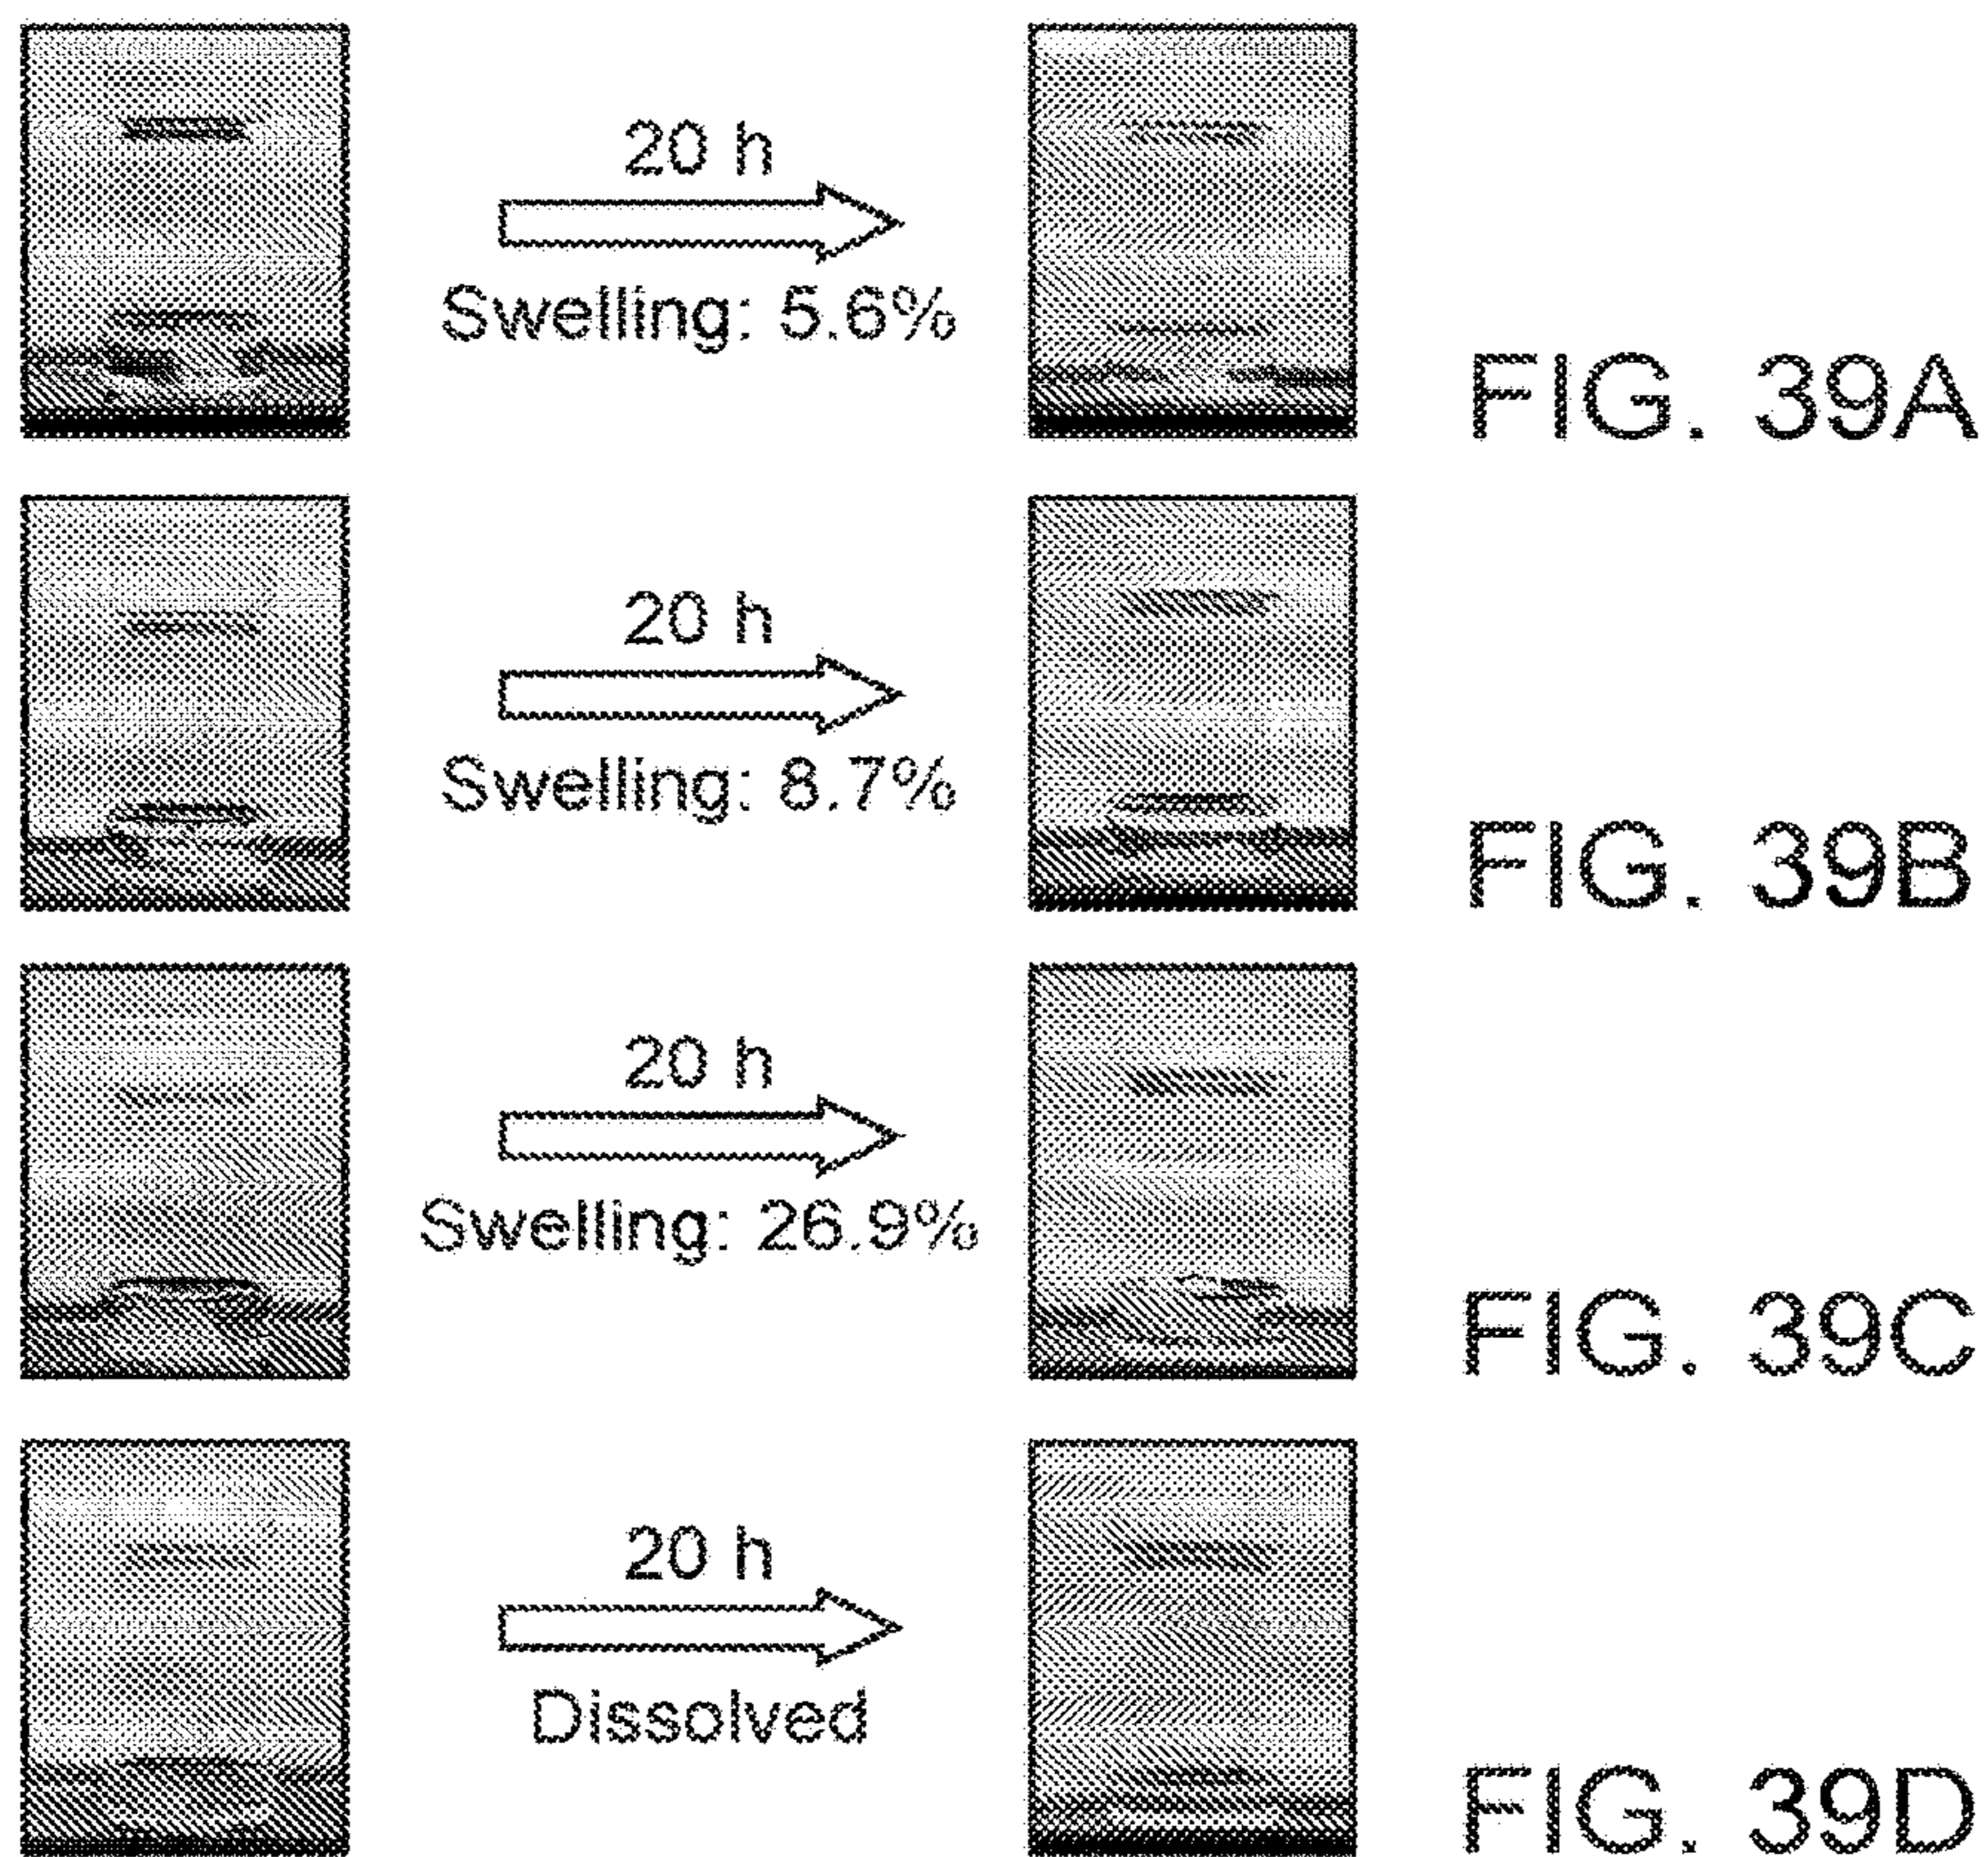 20 h
Swelling: 5.6%
FIG. 39A
20 h
Swelling: 8.7%
FIG. 39B
20 h
Swelling: 26.9%
FIG. 39C
20 h
Dissolved
FIG. 39D